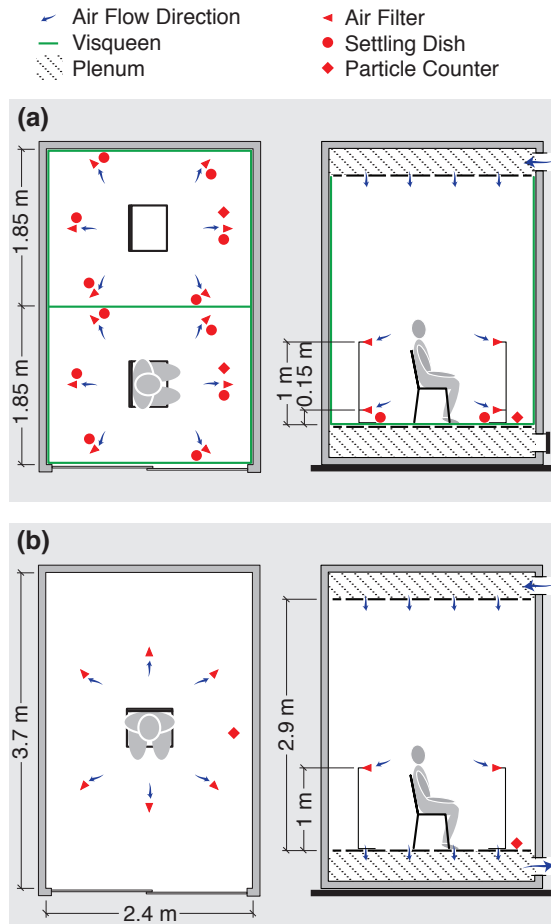 Air Flow Direction
Visqueen
Plenum
Air Filter
Settling Dish
Particle Counter
(a)
1.85 m
1.85 m
1 m
0.15 m
(b)
3.7 m
2.4 m
2.9 m
1 m